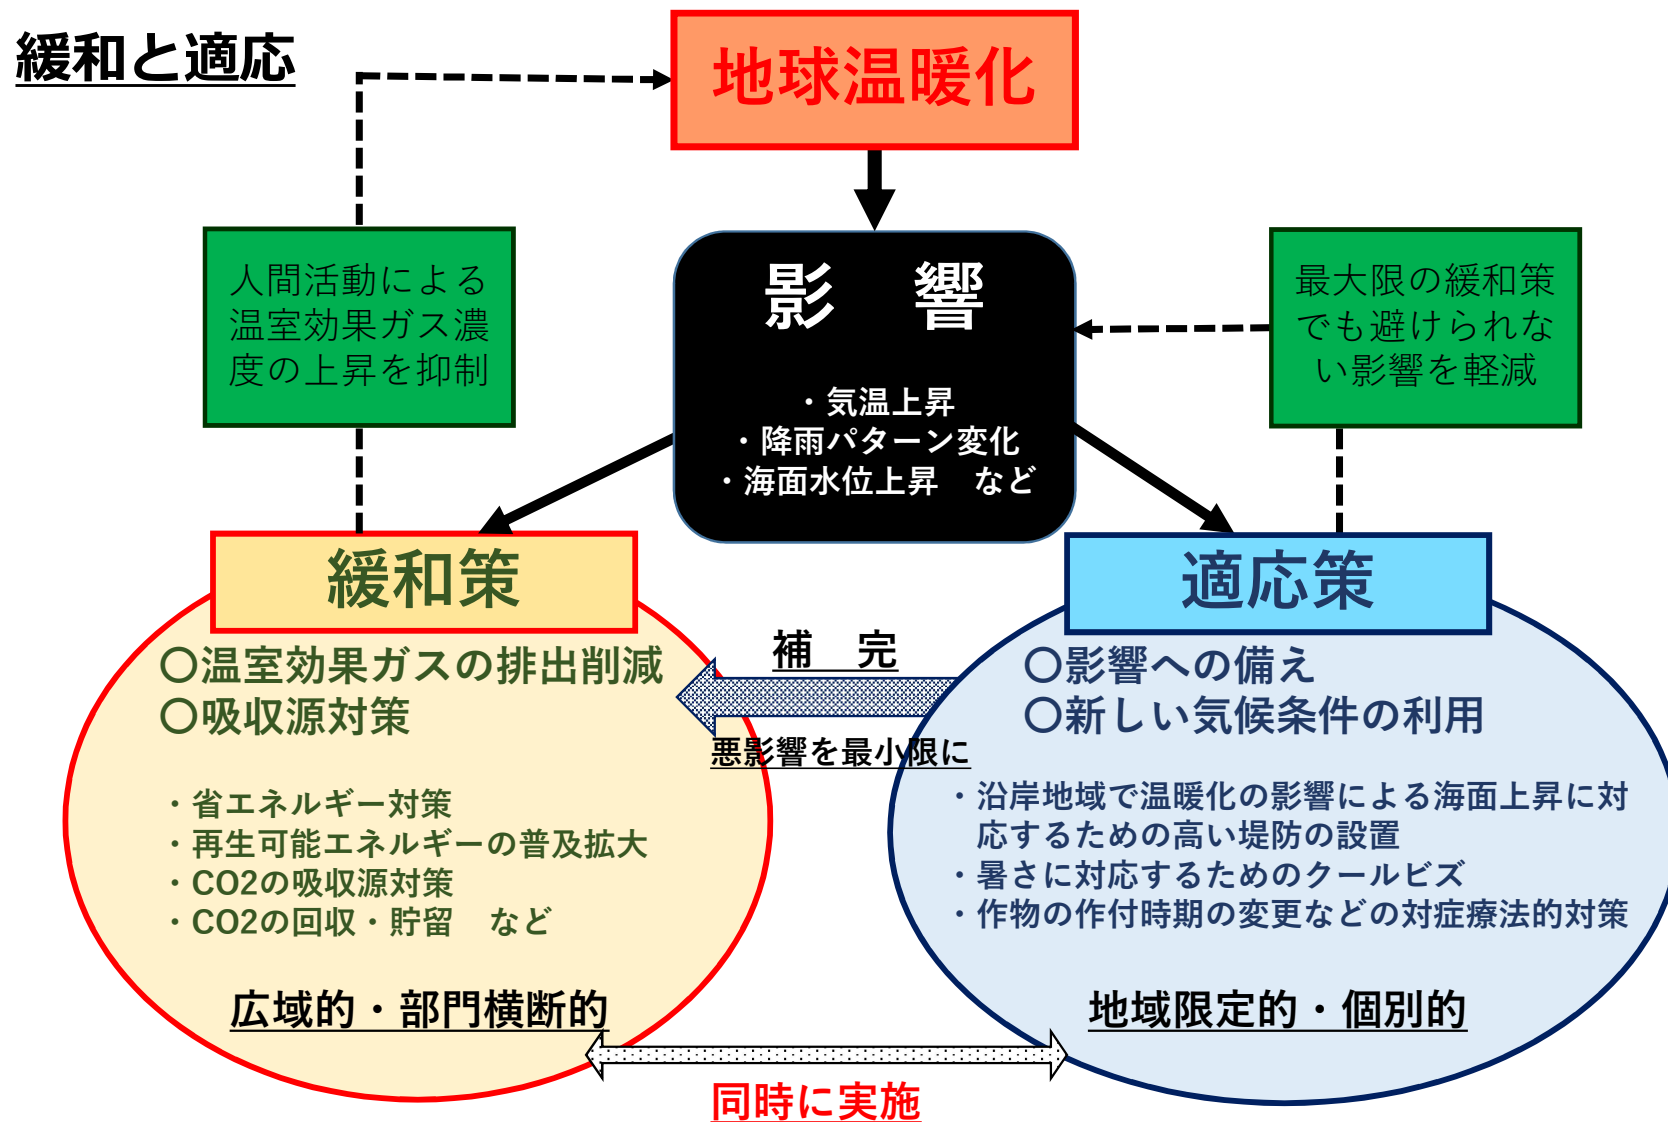 緩和と適応
地球温暖化
人間活動による
温室効果ガス濃
度の上昇を抑制
影　響
・気温上昇
・降雨パターン変化
・海面水位上昇　など
最大限の緩和策
でも避けられな
い影響を軽減
緩和策
〇温室効果ガスの排出削減
〇吸収源対策
・省エネルギー対策
・再生可能エネルギーの普及拡大
・CO2の吸収源対策
・CO2の回収・貯留　など
広域的・部門横断的
補　完
悪影響を最小限に
適応策
〇影響への備え
〇新しい気候条件の利用
・沿岸地域で温暖化の影響による海面上昇に対
応するための高い堤防の設置
・暑さに対応するためのクールビズ
・作物の作付時期の変更などの対症療法的対策
地域限定的・個別的
同時に実施